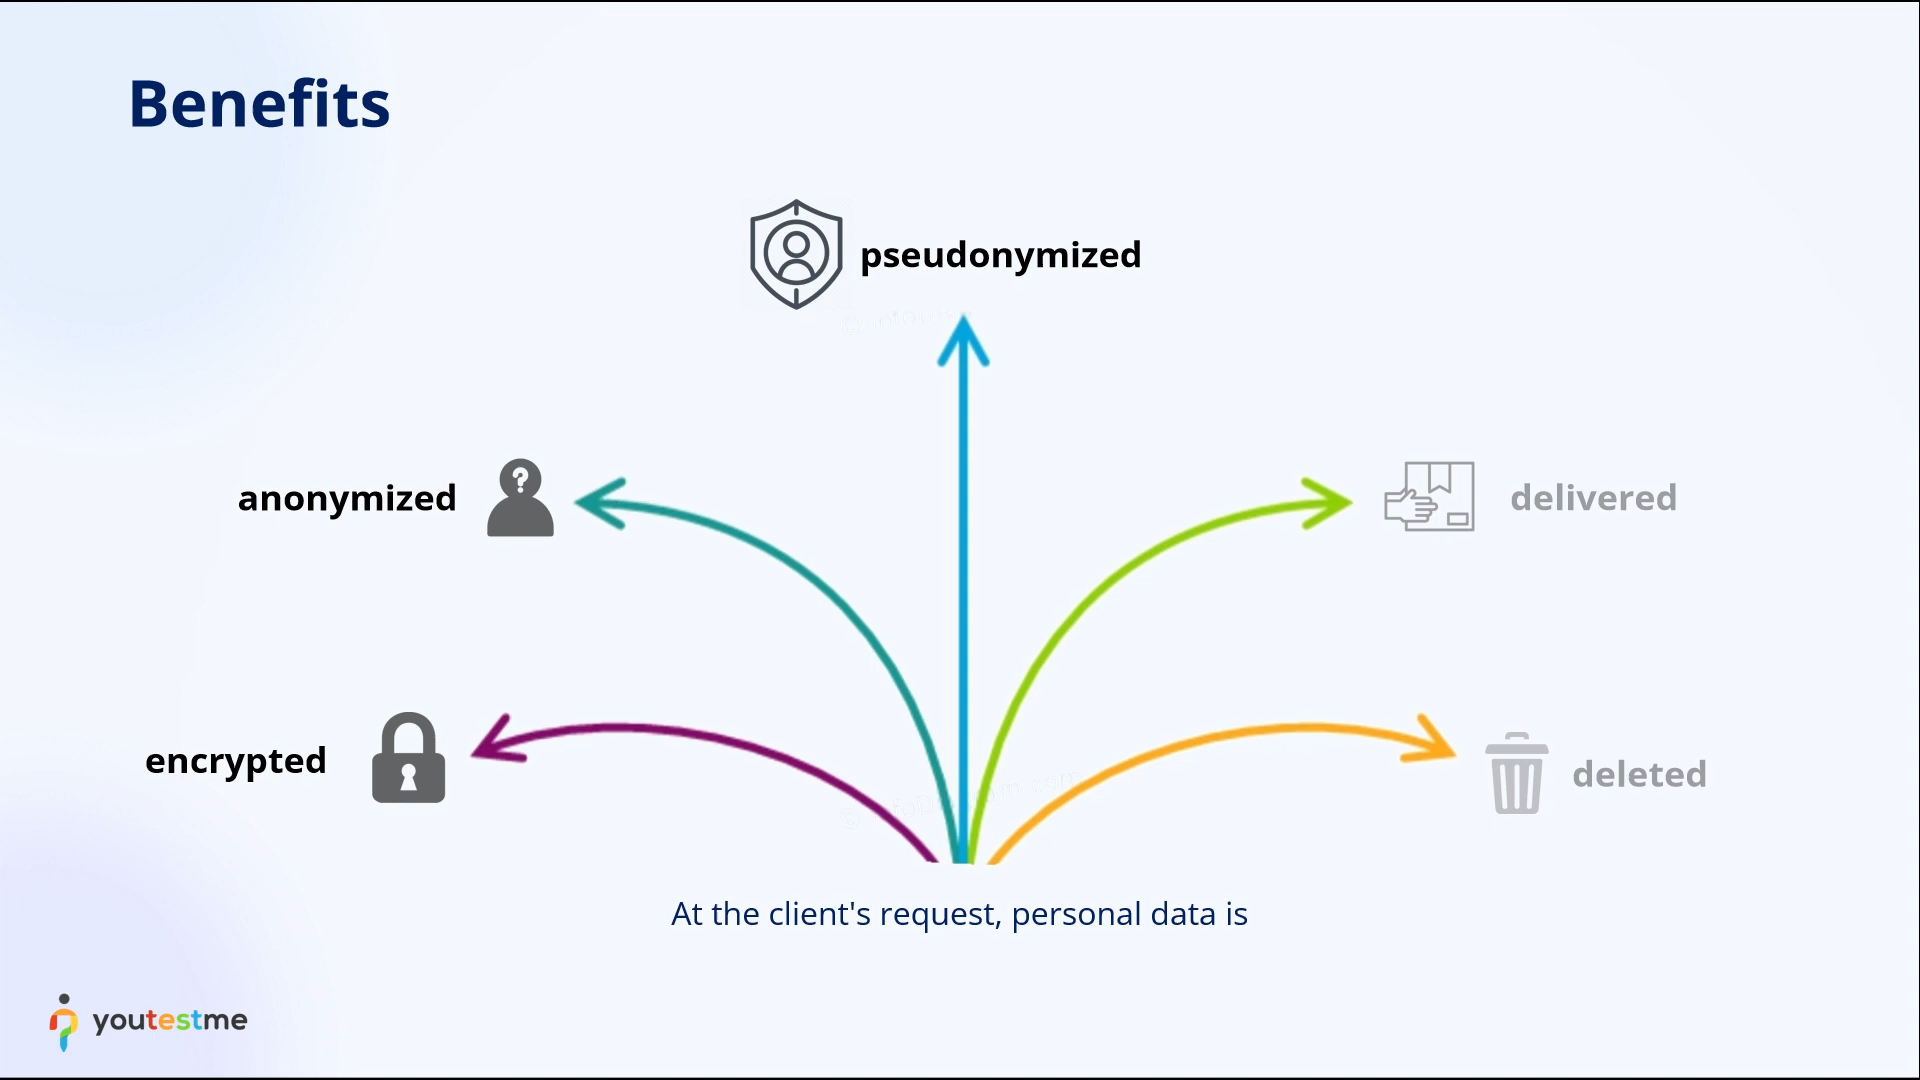 Benefits
pseudonymized
anonymized
delivered
encrypted
deleted
At the client's request, personal data is
youtestme